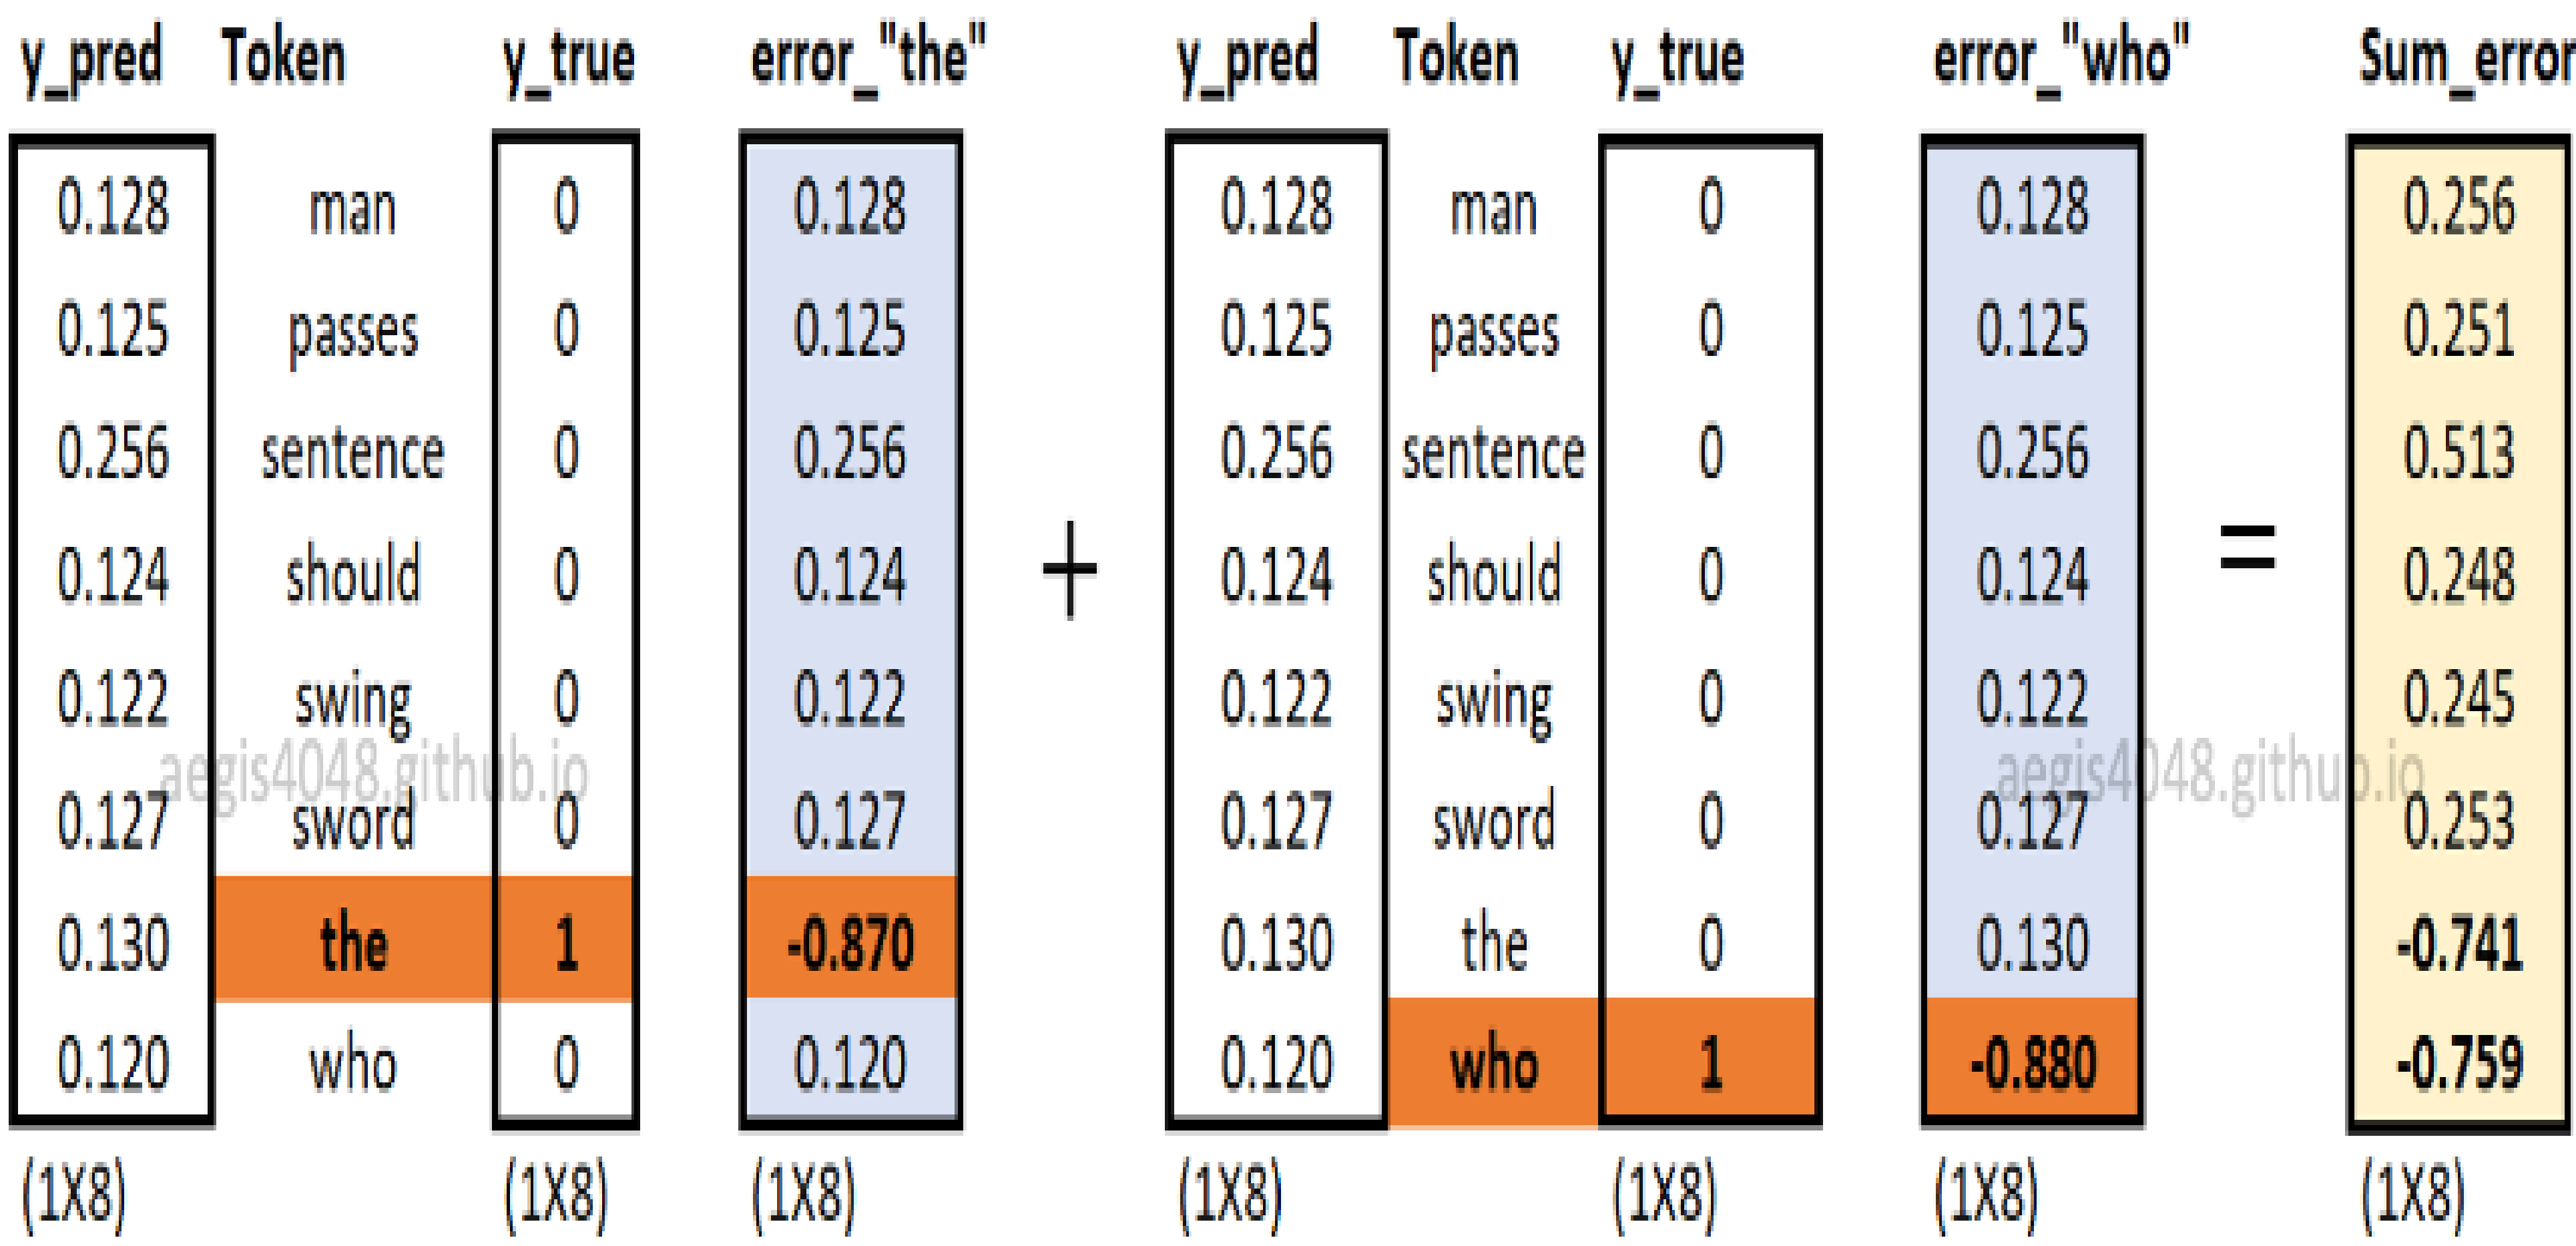 y_pred Token y_true error_"the" y_pred Token y_true error_"who" Sum_error
0.128 man 0 0.128 0.128 man 0 0.128 0.256
0.125 passes 0 0.125 0.125 passes 0 0.125 0.251
0.256 sentence 0 0.256 0.256 sentence 0 0.256 0.513
0.124 should 0 0.124 + 0.124 should 0 0.124 = 0.248
0.122 swing 0 0.122 0.122 swing 0 0.122 0.245
aegis4048.github.io aegis4048.github.io
0.127 sword 0 0.127 0.127 sword 0 0.127 0.253
0.130 the 1 -0.870 0.130 the 0 0.130 -0.741
0.120 who 0 0.120 0.120 who 1 -0.880 -0.759
(1X8) (1X8) (1X8) (1X8) (1X8) (1X8) (1X8)